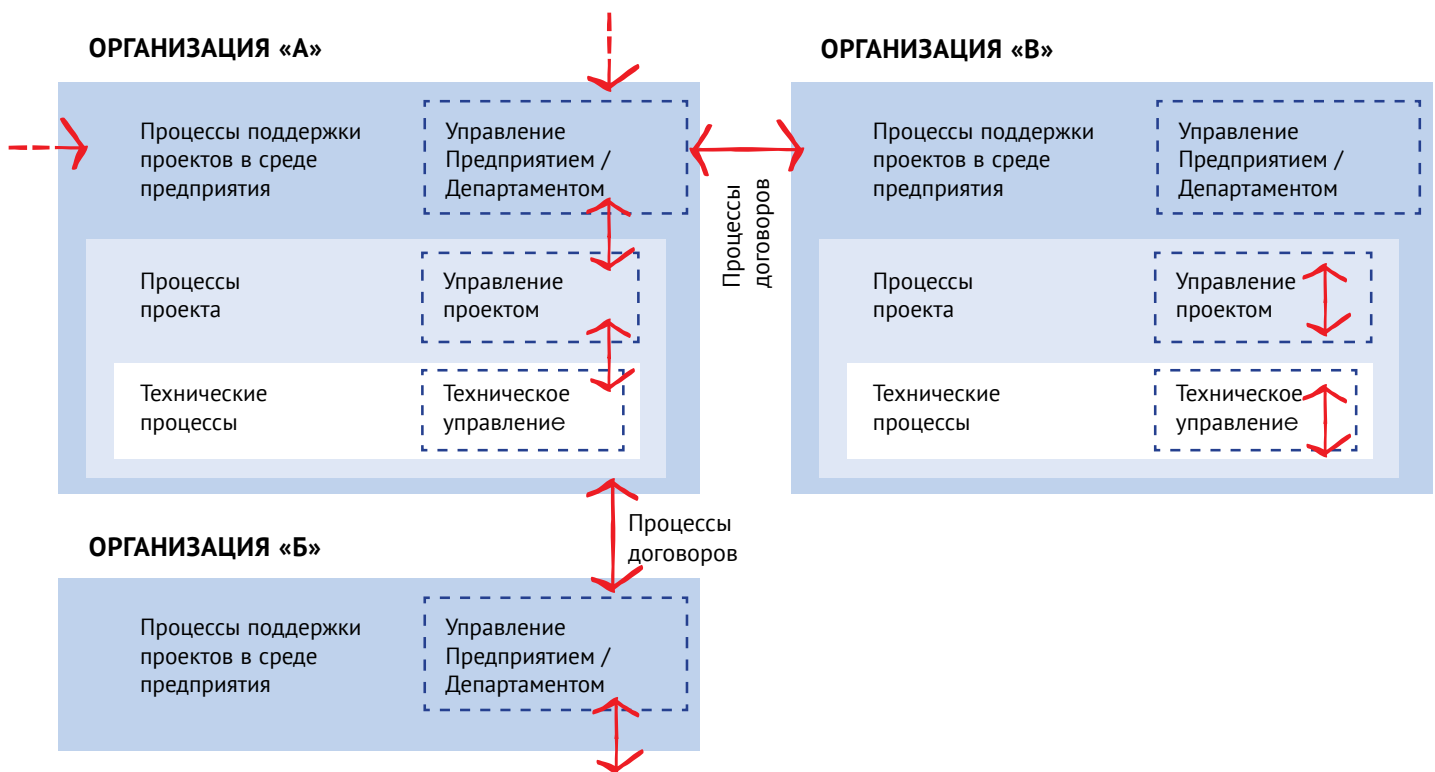 ОРГАНИЗАЦИЯ «А»
Процессы поддержки
проектов в среде
предприятия
Управление
Предприятием /
Департаментом
Процессы
проекта
Управление
проектом
Технические
процессы
Техническое
управление
Процессы
договоров
ОРГАНИЗАЦИЯ «В»
Процессы поддержки
проектов в среде
предприятия
Управление
Предприятием /
Департаментом
Процессы
проекта
Управление
проектом
Технические
процессы
Техническое
управление
Процессы
договоров
ОРГАНИЗАЦИЯ «Б»
Процессы поддержки
проектов в среде
предприятия
Управление
Предприятием /
Департаментом